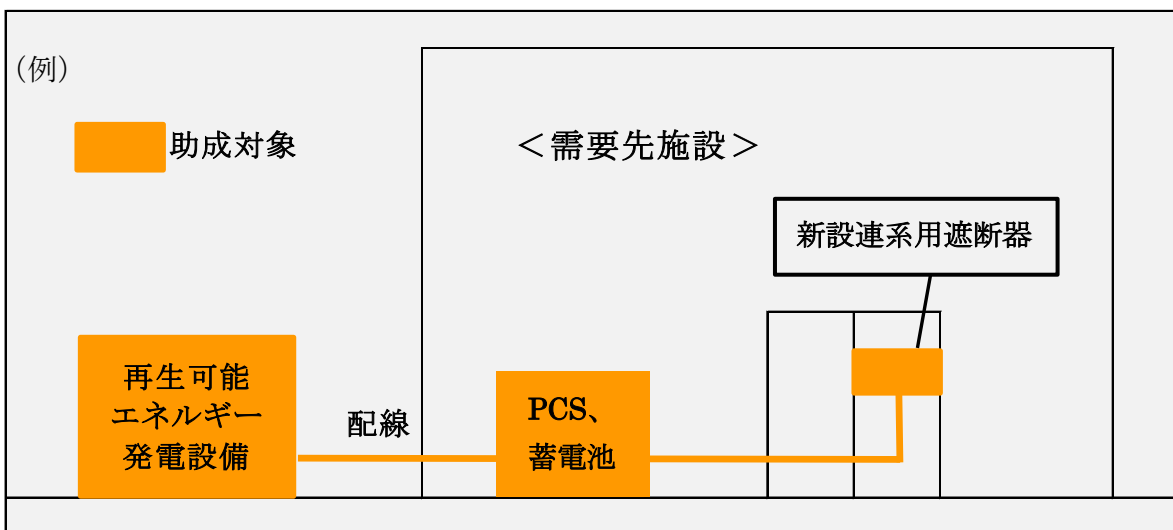 （例）
助成対象
＜需要先施設＞
新設連系用遮断器
再生可能
エネルギー
発電設備
配線
PCS、
蓄電池